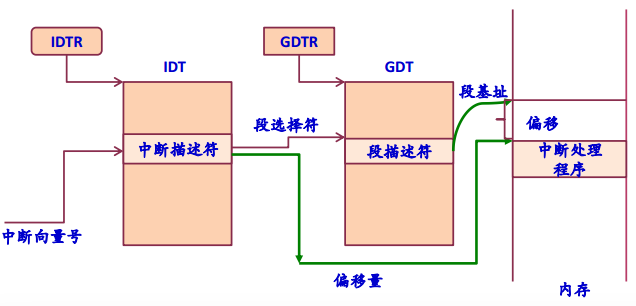 IDTR
GDTR
IDT
GDT
段基址
段选择符
偏移
中断描述符
段描述符
中断处理
程序
中断向量号
偏移量
内存